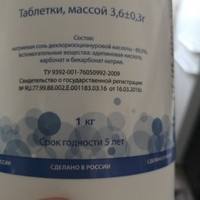 Таблетки, массой 3,6±0,3г
Состав:
натриевая соль дихлоризоциануровой кислоты -
вспомогательные вещества: адипиновая кислота,
карбонат и бикарбонат натрия.
ТУ 9392-001-76050992-2009
Свидетельство о государственной регистрации
№ RU.77.99.88.002.Е.001183.03.16 от 16.03.2016г
1 кг
Срок годности 5 лет
РОССИИ
СДЕЛАНО В РОССИИ